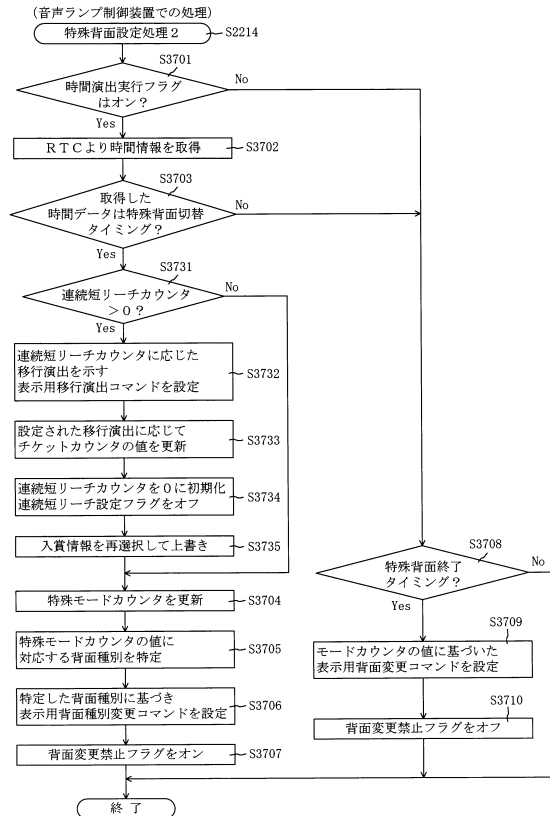 (音声ランプ制御装置での処理)
特殊背面設定処理2
S2214
S3701
時間演出実行フラグ
はオン?
No
Yes
RTCより時間情報を取得
S3702
S3703
取得した
時間データは特殊背面切替
タイミング?
No
Yes
S3731
連続短リーチカウンタ
>0?
No
Yes
連続短リーチカウンタに応じた
移行演出を示す
表示用移行演出コマンドを設定
S3732
設定された移行演出に応じて
チケットカウンタの値を更新
S3733
連続短リーチカウンタを0に初期化
連続短リーチ設定フラグをオフ
S3734
入賞情報を再選択して上書き
S3735
特殊モードカウンタを更新
S3704
特殊モードカウンタの値に
対応する背面種別を特定
S3705
特定した背面種別に基づき
表示用背面種別変更コマンドを設定
S3706
背面変更禁止フラグをオン
S3707
S3708
特殊背面終了
タイミング?
No
Yes
S3709
モードカウンタの値に基づいた
表示用背面変更コマンドを設定
S3710
背面変更禁止フラグをオフ
終了